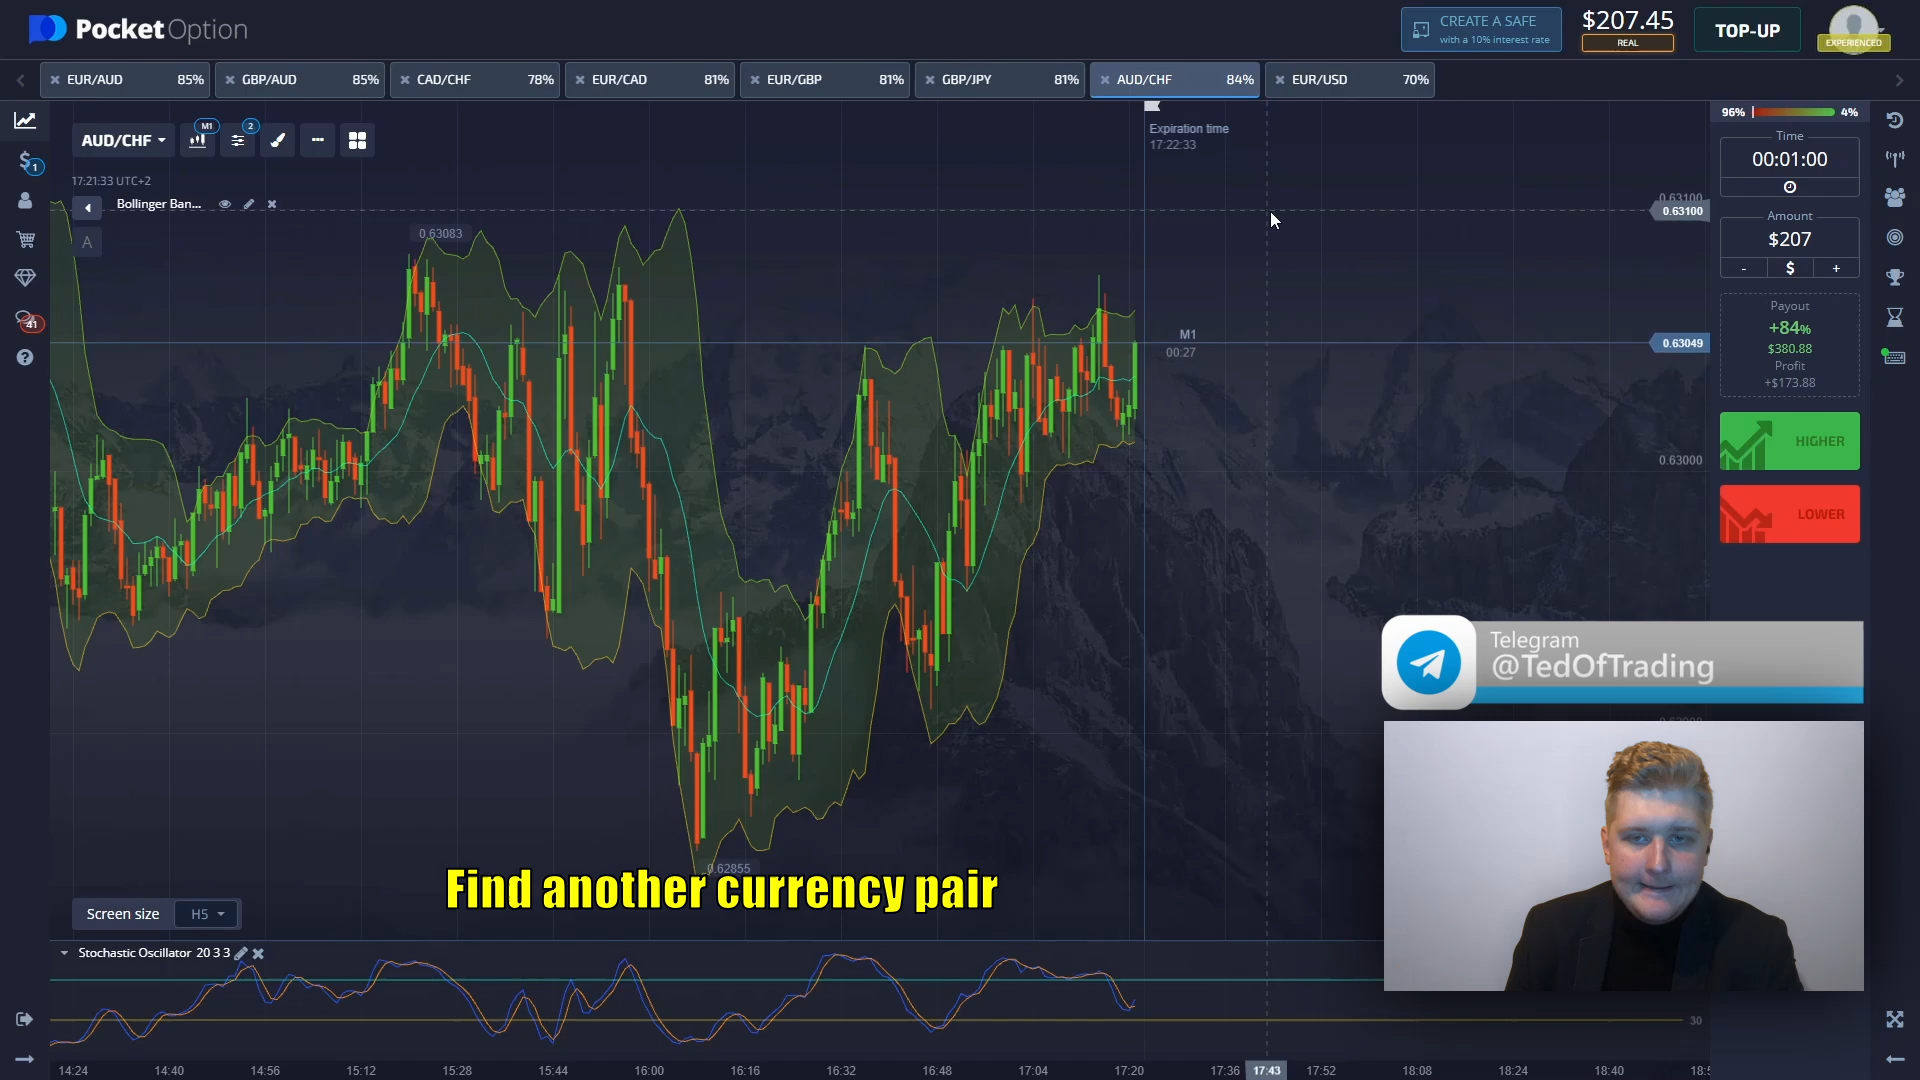 PocketOption
CREATE A SAFE
with a 10% interest rate
$207.45
REAL
TOP-UP
EXPERIENCED
EUR/AUD 85%
GBP/AUD 85%
CAD/CHF 78%
EUR/CAD 81%
EUR/GBP 81%
GBP/JPY 81%
AUD/CHF 84%
EUR/USD 70%
AUD/CHF
M1
2
17:21:33 UTC+2
Bollinger Ban...
A
1
41
Expiration time
17:22:33
0.63083
0.63100
0.63100
M1
00:27
0.63049
0.63000
0.62855
96% 4%
Time
00:01:00
Amount
$207
- $ +
Payout
+84%
$380.88
Profit
+$173.88
HIGHER
LOWER
Telegram
@TedOfTrading
Find another currency pair
Screen size H5
Stochastic Oscillator 20 3 3
30
14:24 14:40 14:56 15:12 15:28 15:44 16:00 16:16 16:32 16:48 17:04 17:20 17:36 17:43 17:52 18:08 18:24 18:40